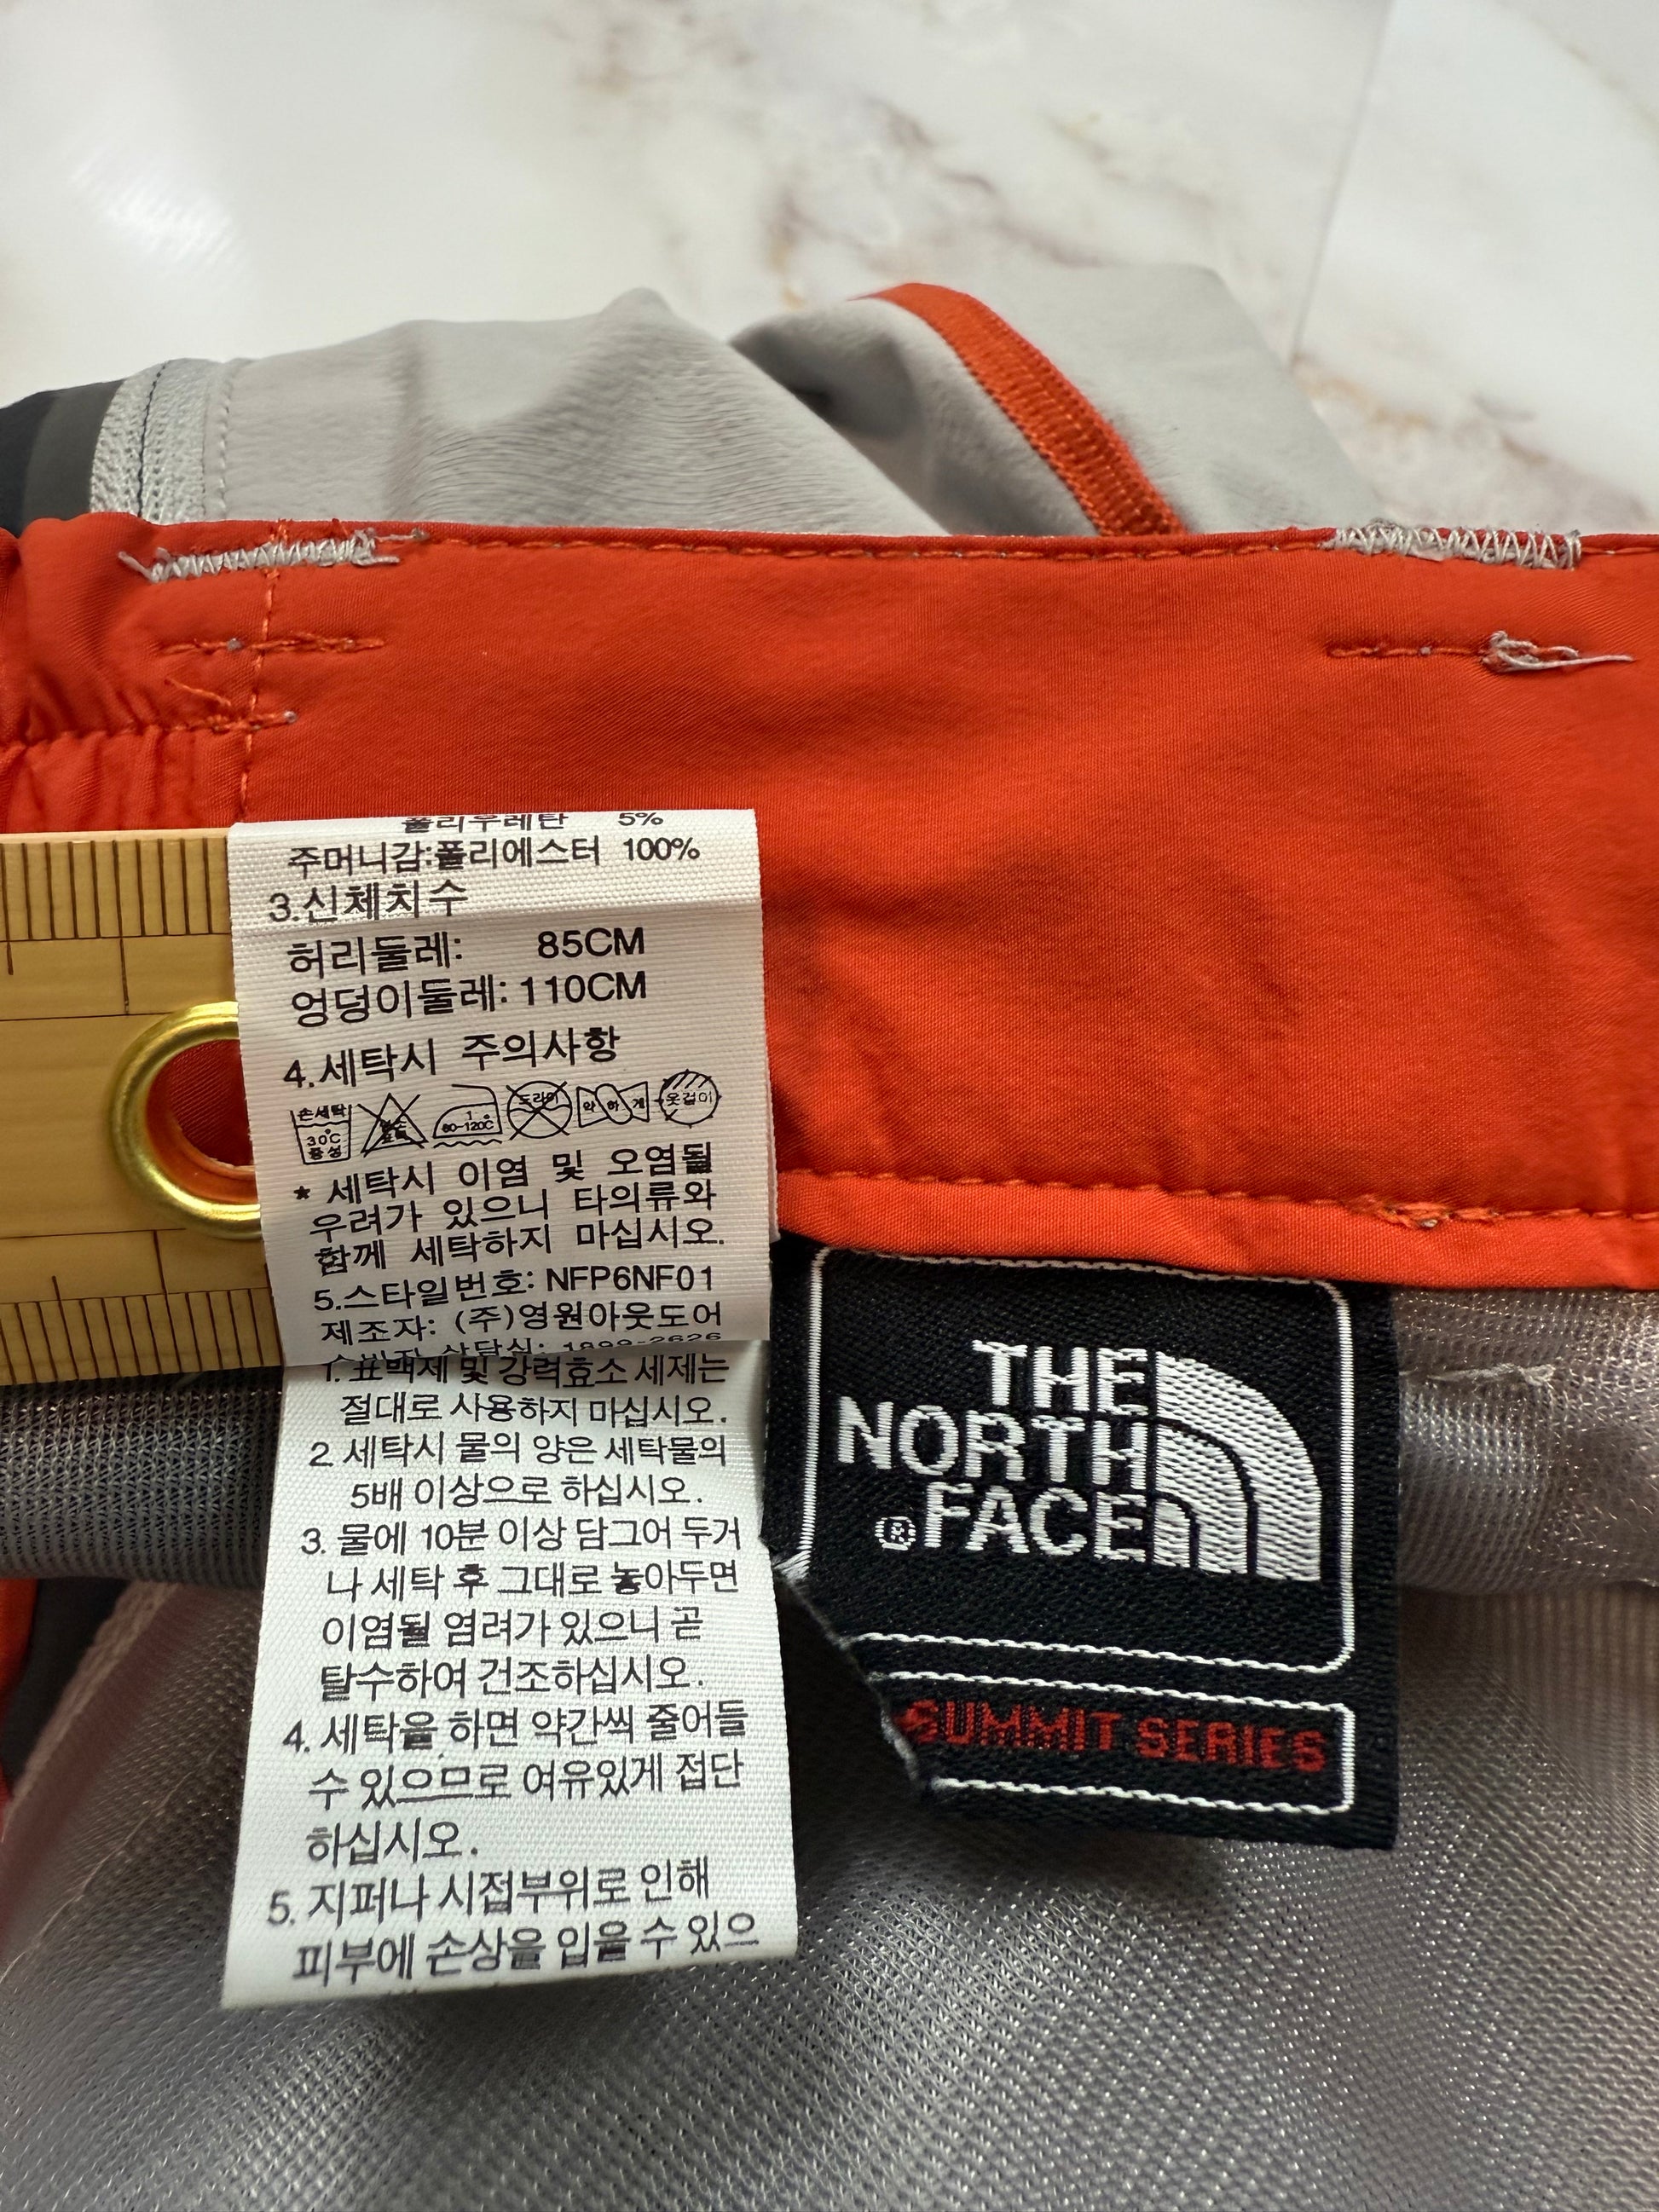 폴리우레탄 5%
주머니감:폴리에스터 100%
3.신체치수
허리둘레: 85CM
엉덩이둘레: 110CM
4.세탁시 주의사항
손세탁 30℃ 중성 80-120℃ 드라이 약하게 옷걸이
* 세탁시 이염 및 오염될
우려가 있으니 타의류와
함께 세탁하지 마십시오.
5.스타일번호: NFP6NF01
제조자: (주)영원아웃도어
소비자 상담실: 1899-2626
1. 표백제 및 강력효소 세제는
절대로 사용하지 마십시오.
2. 세탁시 물의 양은 세탁물의
5배 이상으로 하십시오.
3. 물에 10분 이상 담그어 두거
나 세탁 후 그대로 놓아두면
이염될 염려가 있으니 곧
탈수하여 건조하십시오.
4. 세탁을 하면 약간씩 줄어들
수 있으므로 여유있게 접단
하십시오.
5. 지퍼나 시접부위로 인해
피부에 손상을 입을 수 있으
THE
NORTH
®FACE
SUMMIT SERIES